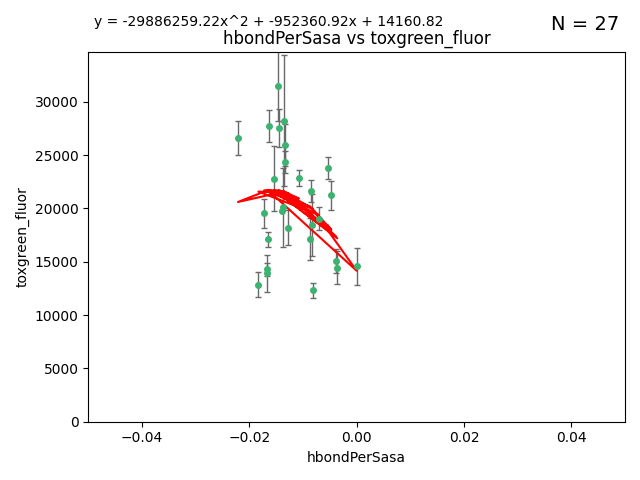 y = -29886259.22x^2 + -952360.92x + 14160.82
N = 27
hbondPerSasa vs toxgreen_fluor
toxgreen_fluor
30000
25000
20000
15000
10000
5000
0
−0.04
−0.02
0.00
0.02
0.04
hbondPerSasa